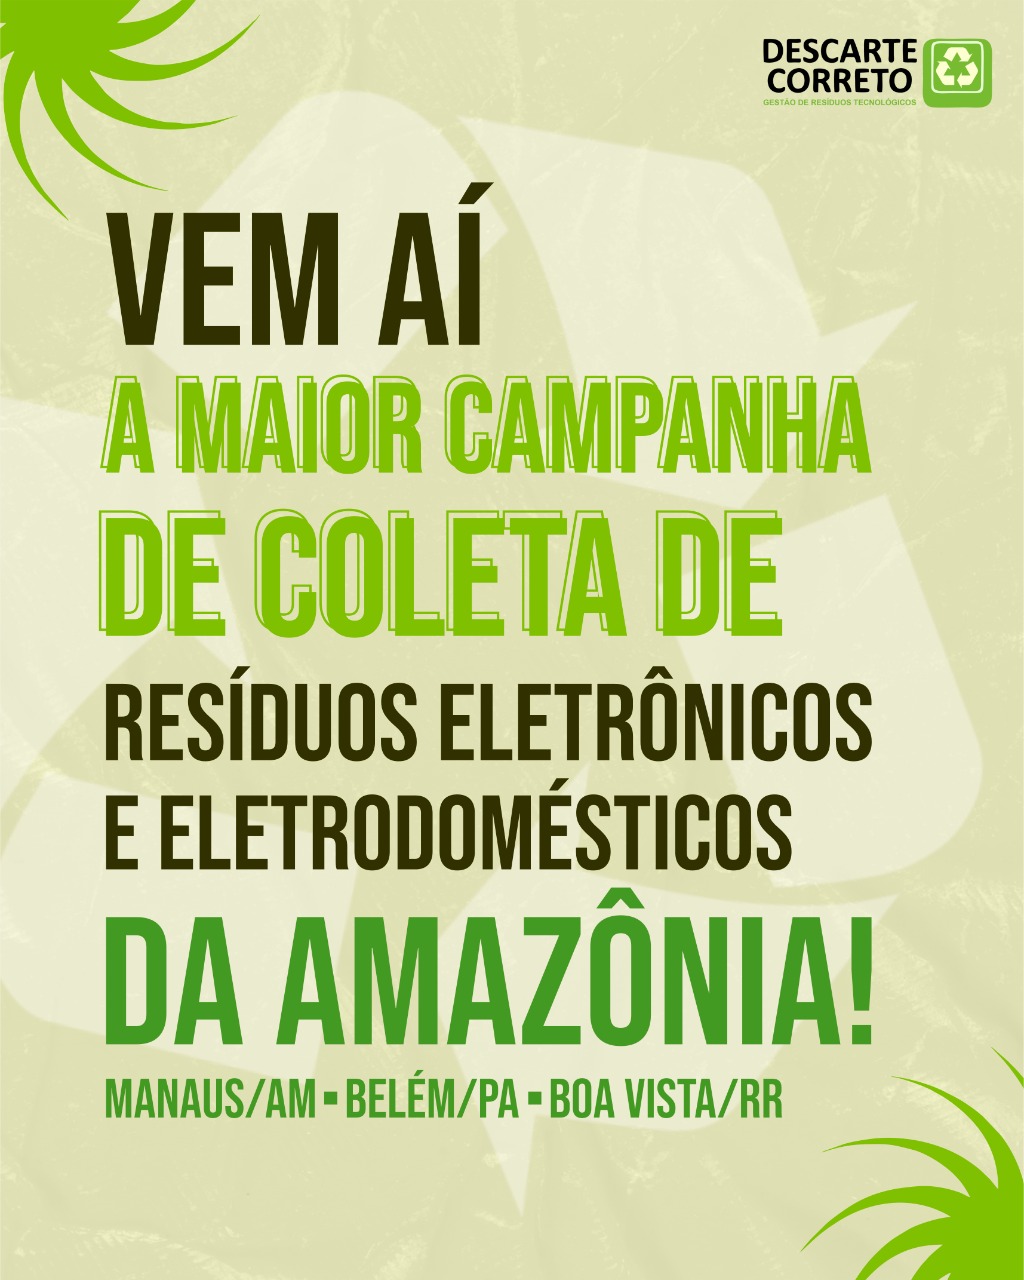 DESCARTE
CORRETO
GESTÃO DE RESÍDUOS TECNOLÓGICOS
VEM AÍ
A MAIOR CAMPANHA
DE COLETA DE
RESÍDUOS ELETRÔNICOS
E ELETRODOMÉSTICOS
DA AMAZÔNIA!
MANAUS/AM▪BELÉM/PA▪BOA VISTA/RR